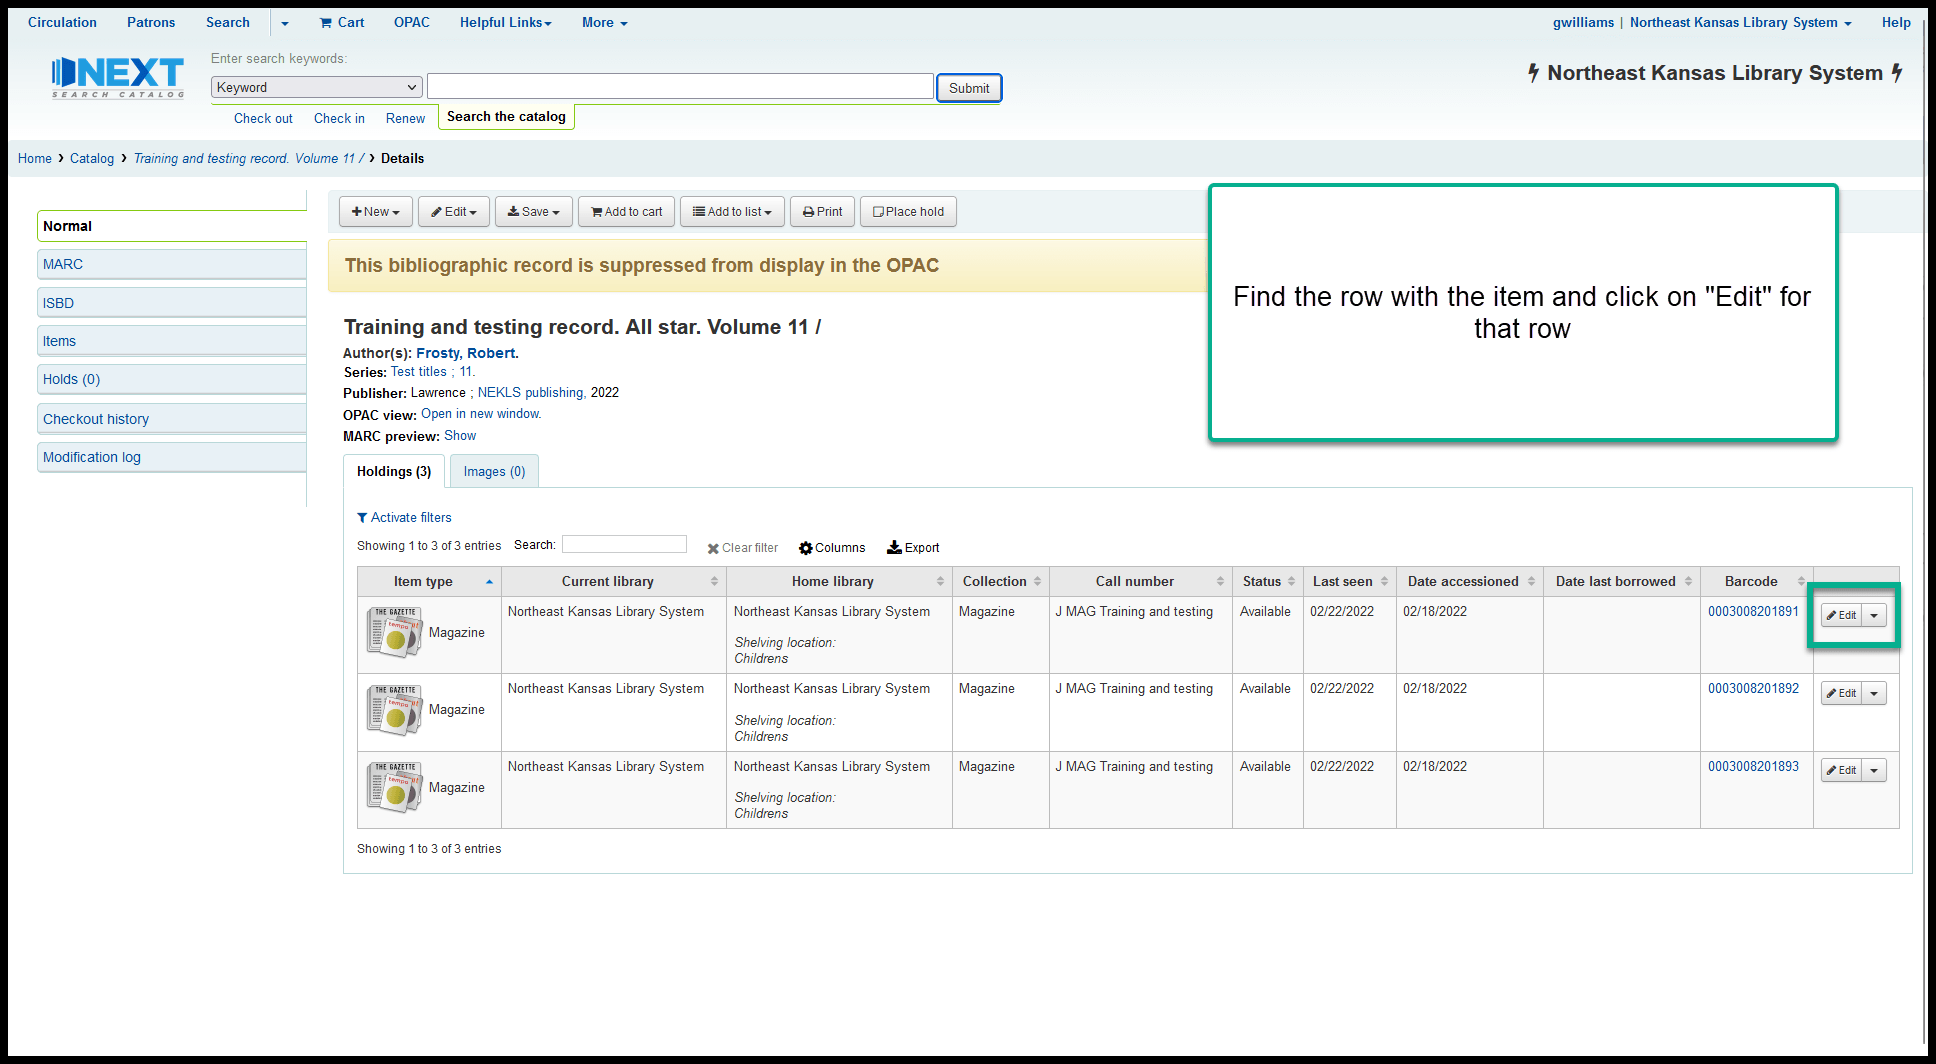 Circulation Patrons Search Cart OPAC Helpful Links More gwilliams | Northeast Kansas Library System Help
NEXT
SEARCH CATALOG
Enter search keywords:
Keyword Submit
Northeast Kansas Library System
Check out Check in Renew Search the catalog
Home › Catalog › Training and testing record. Volume 11 / › Details
Normal
MARC
ISBD
Items
Holds (0)
Checkout history
Modification log
New Edit Save Add to cart Add to list Print Place hold
This bibliographic record is suppressed from display in the OPAC
Find the row with the item and click on "Edit" for
that row
Training and testing record. All star. Volume 11 /
Author(s): Frosty, Robert.
Series: Test titles ; 11.
Publisher: Lawrence ; NEKLS publishing, 2022
OPAC view: Open in new window.
MARC preview: Show
Holdings (3) Images (0)
Activate filters
Showing 1 to 3 of 3 entries Search: Clear filter Columns Export
Item type Current library Home library Collection Call number Status Last seen Date accessioned Date last borrowed Barcode
THE GAZETTE
tempo
Magazine Northeast Kansas Library System Northeast Kansas Library System Magazine J MAG Training and testing Available 02/22/2022 02/18/2022 0003008201891 Edit
Shelving location:
Childrens
THE GAZETTE
tempo
Magazine Northeast Kansas Library System Northeast Kansas Library System Magazine J MAG Training and testing Available 02/22/2022 02/18/2022 0003008201892 Edit
Shelving location:
Childrens
THE GAZETTE
tempo
Magazine Northeast Kansas Library System Northeast Kansas Library System Magazine J MAG Training and testing Available 02/22/2022 02/18/2022 0003008201893 Edit
Shelving location:
Childrens
Showing 1 to 3 of 3 entries